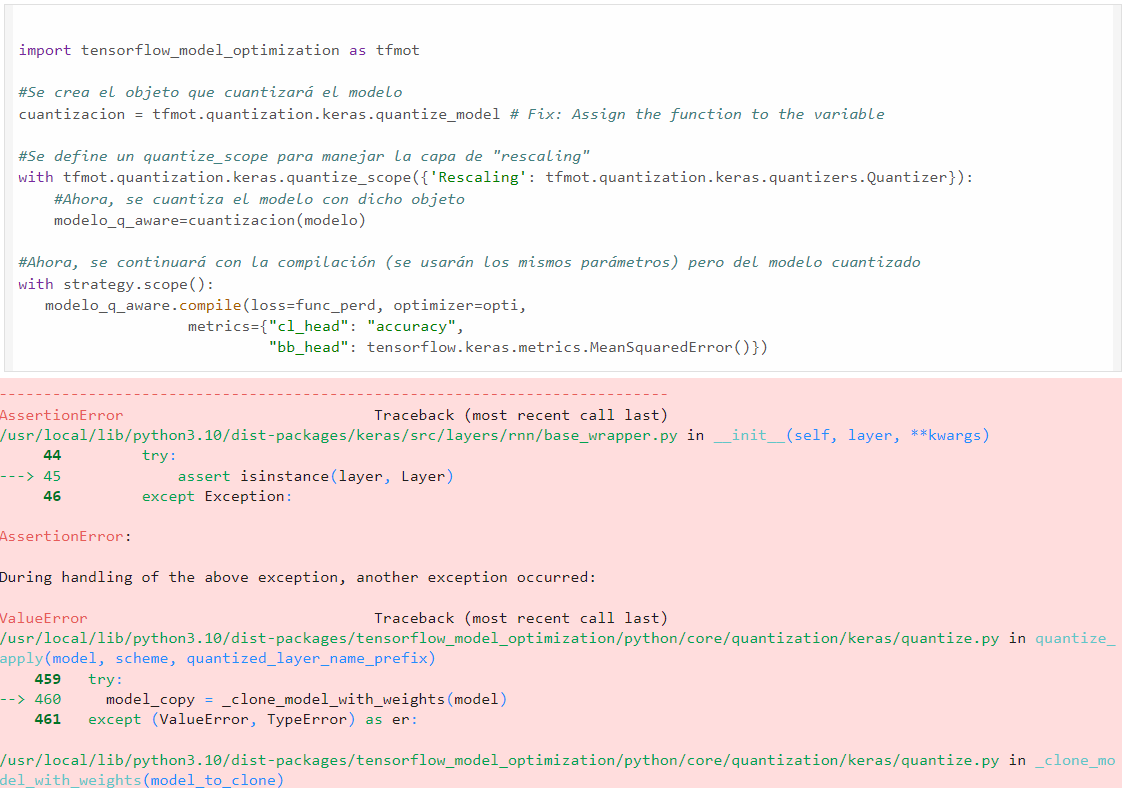 import tensorflow_model_optimization as tfmot
#Se crea el objeto que cuantizará el modelo
cuantizacion = tfmot.quantization.keras.quantize_model # Fix: Assign the function to the variable
#Se define un quantize_scope para manejar la capa de "rescaling"
with tfmot.quantization.keras.quantize_scope({'Rescaling': tfmot.quantization.keras.quantizers.Quantizer}):
    #Ahora, se cuantiza el modelo con dicho objeto
    modelo_q_aware=cuantizacion(modelo)
#Ahora, se continuará con la compilación (se usarán los mismos parámetros) pero del modelo cuantizado
with strategy.scope():
   modelo_q_aware.compile(loss=func_perd, optimizer=opti,
                   metrics={"cl_head": "accuracy",
                            "bb_head": tensorflow.keras.metrics.MeanSquaredError()})
---------------------------------------------------------------------------
AssertionError                            Traceback (most recent call last)
/usr/local/lib/python3.10/dist-packages/keras/src/layers/rnn/base_wrapper.py in __init__(self, layer, **kwargs)
     44         try:
---> 45             assert isinstance(layer, Layer)
     46         except Exception:
AssertionError:
During handling of the above exception, another exception occurred:
ValueError                                Traceback (most recent call last)
/usr/local/lib/python3.10/dist-packages/tensorflow_model_optimization/python/core/quantization/keras/quantize.py in quantize_
apply(model, scheme, quantized_layer_name_prefix)
    459   try:
--> 460     model_copy = _clone_model_with_weights(model)
    461   except (ValueError, TypeError) as er:
/usr/local/lib/python3.10/dist-packages/tensorflow_model_optimization/python/core/quantization/keras/quantize.py in _clone_mo
del_with_weights(model_to_clone)